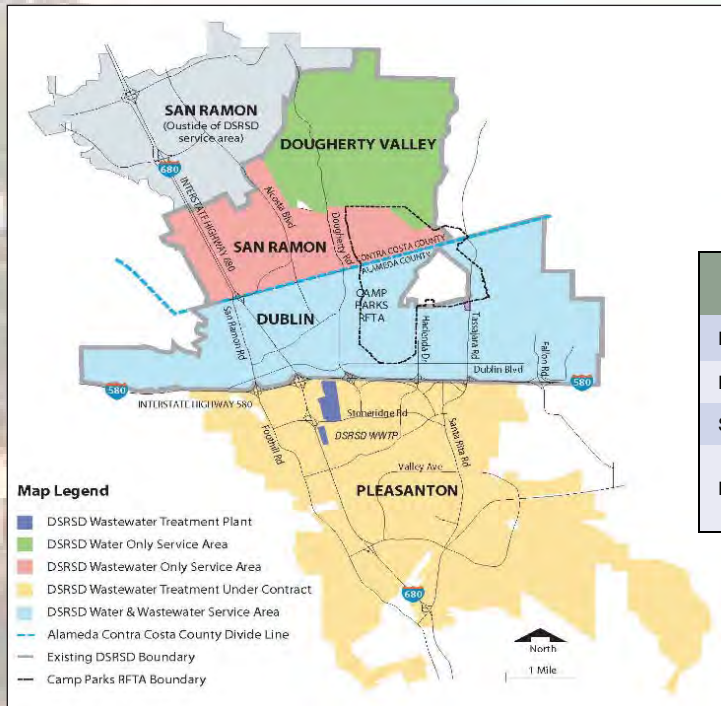 SAN RAMON
(Oustide of DSRSD
service area)
DOUGHERTY VALLEY
680
INTERSTATE HIGHWAY 680
Alcosta Blvd
Dougherty Rd
SAN RAMON
CONTRA COSTA COUNTY
ALAMEDA COUNTY
CAMP
PARKS
RFTA
DUBLIN
San Ramon Rd
Hacienda Dr
Tassajara Rd
Fallon Rd
Dublin Blvd
580
580
INTERSTATE HIGHWAY 580
Stoneridge Rd
DSRSD WWTP
Foothill Rd
Santa Rita Rd
Valley Ave
PLEASANTON
680
Map Legend
DSRSD Wastewater Treatment Plant
DSRSD Water Only Service Area
DSRSD Wastewater Only Service Area
DSRSD Wastewater Treatment Under Contract
DSRSD Water & Wastewater Service Area
Alameda Contra Costa County Divide Line
Existing DSRSD Boundary
Camp Parks RFTA Boundary
North
1 Mile